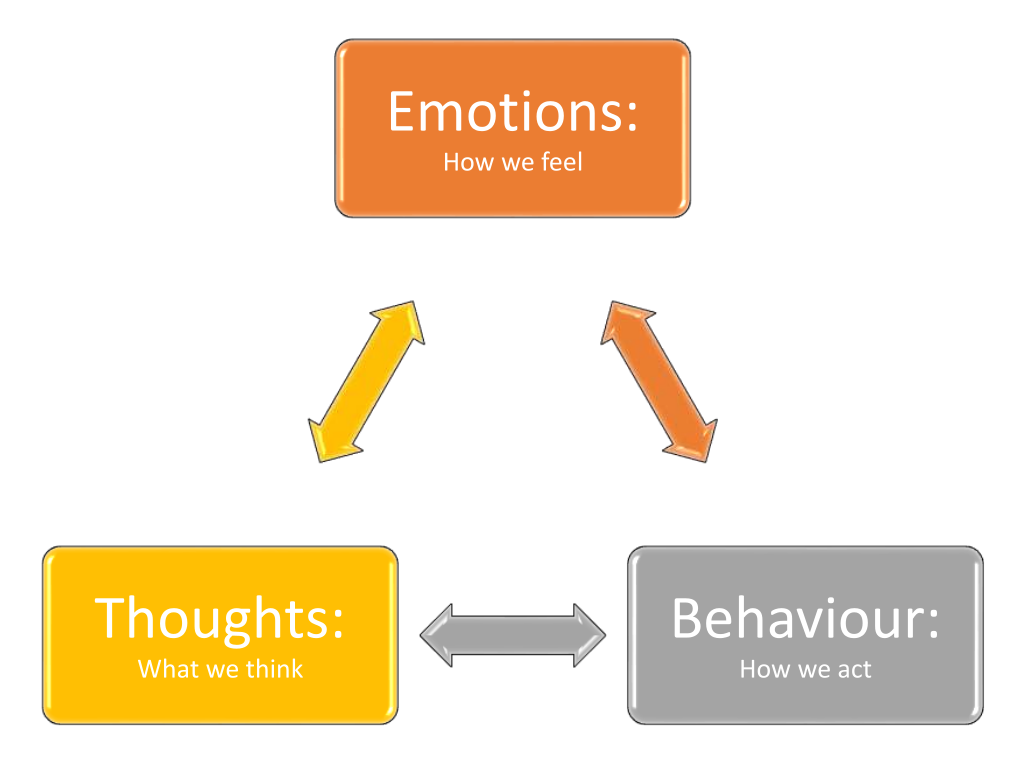 Emotions:
How we feel
Thoughts:
What we think
Behaviour:
How we act